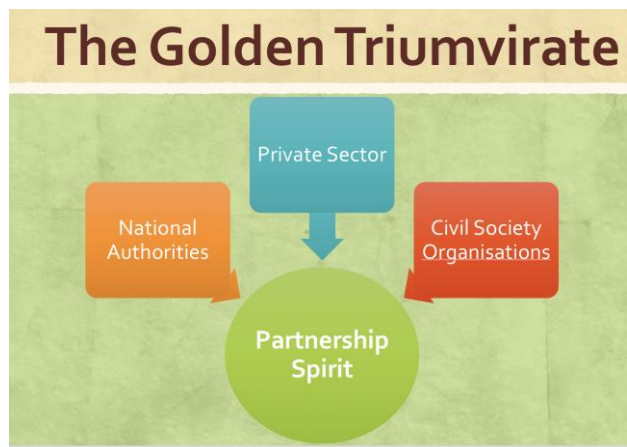 The Golden Triumvirate
Private Sector
National
Authorities
Civil Society
Organisations
Partnership
Spirit